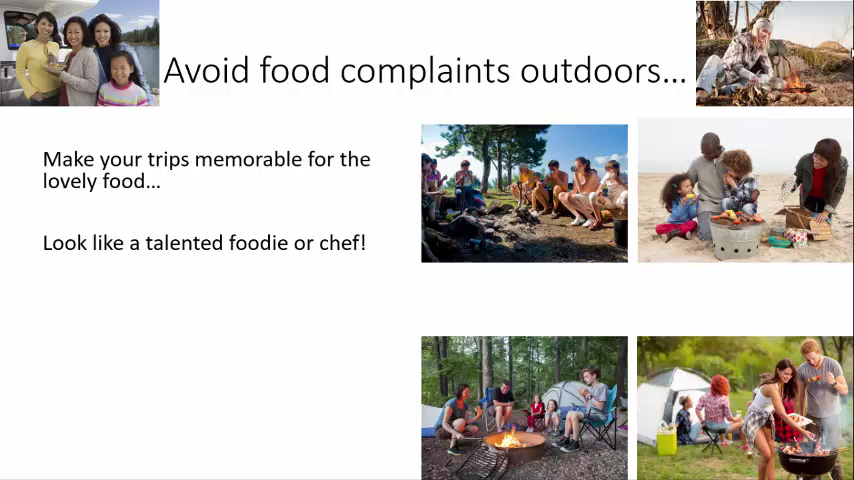 Avoid food complaints outdoors…
Make your trips memorable for the
lovely food…
Look like a talented foodie or chef!